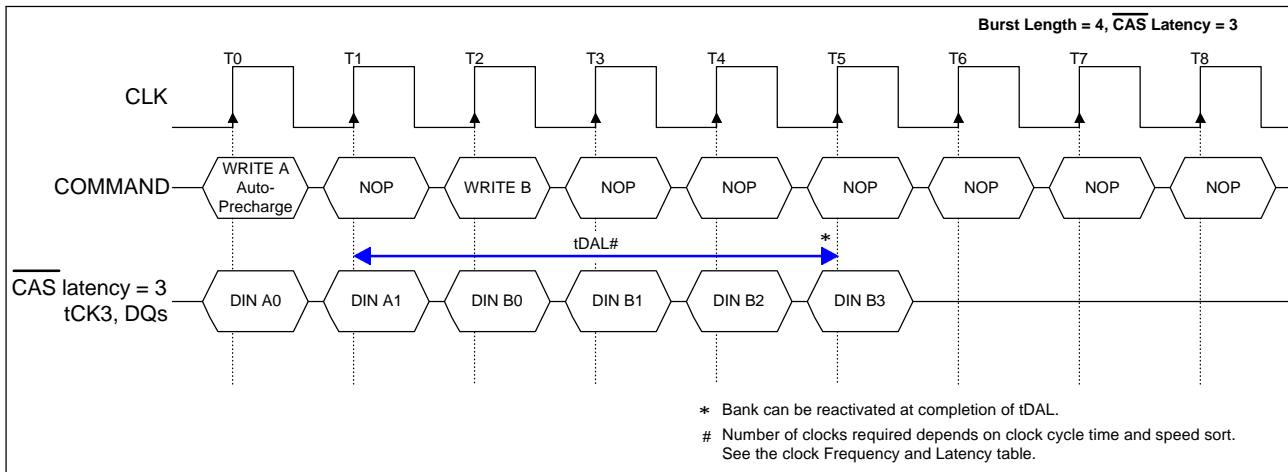 Burst Length = 4, CAS Latency = 3
T0 T1 T2 T3 T4 T5 T6 T7 T8
CLK
COMMAND
WRITE A
Auto-
Precharge
NOP
WRITE B
NOP
NOP
NOP
NOP
NOP
NOP
tDAL#
*
CAS latency = 3
tCK3, DQs
DIN A0
DIN A1
DIN B0
DIN B1
DIN B2
DIN B3
* Bank can be reactivated at completion of tDAL.
# Number of clocks required depends on clock cycle time and speed sort.
See the clock Frequency and Latency table.